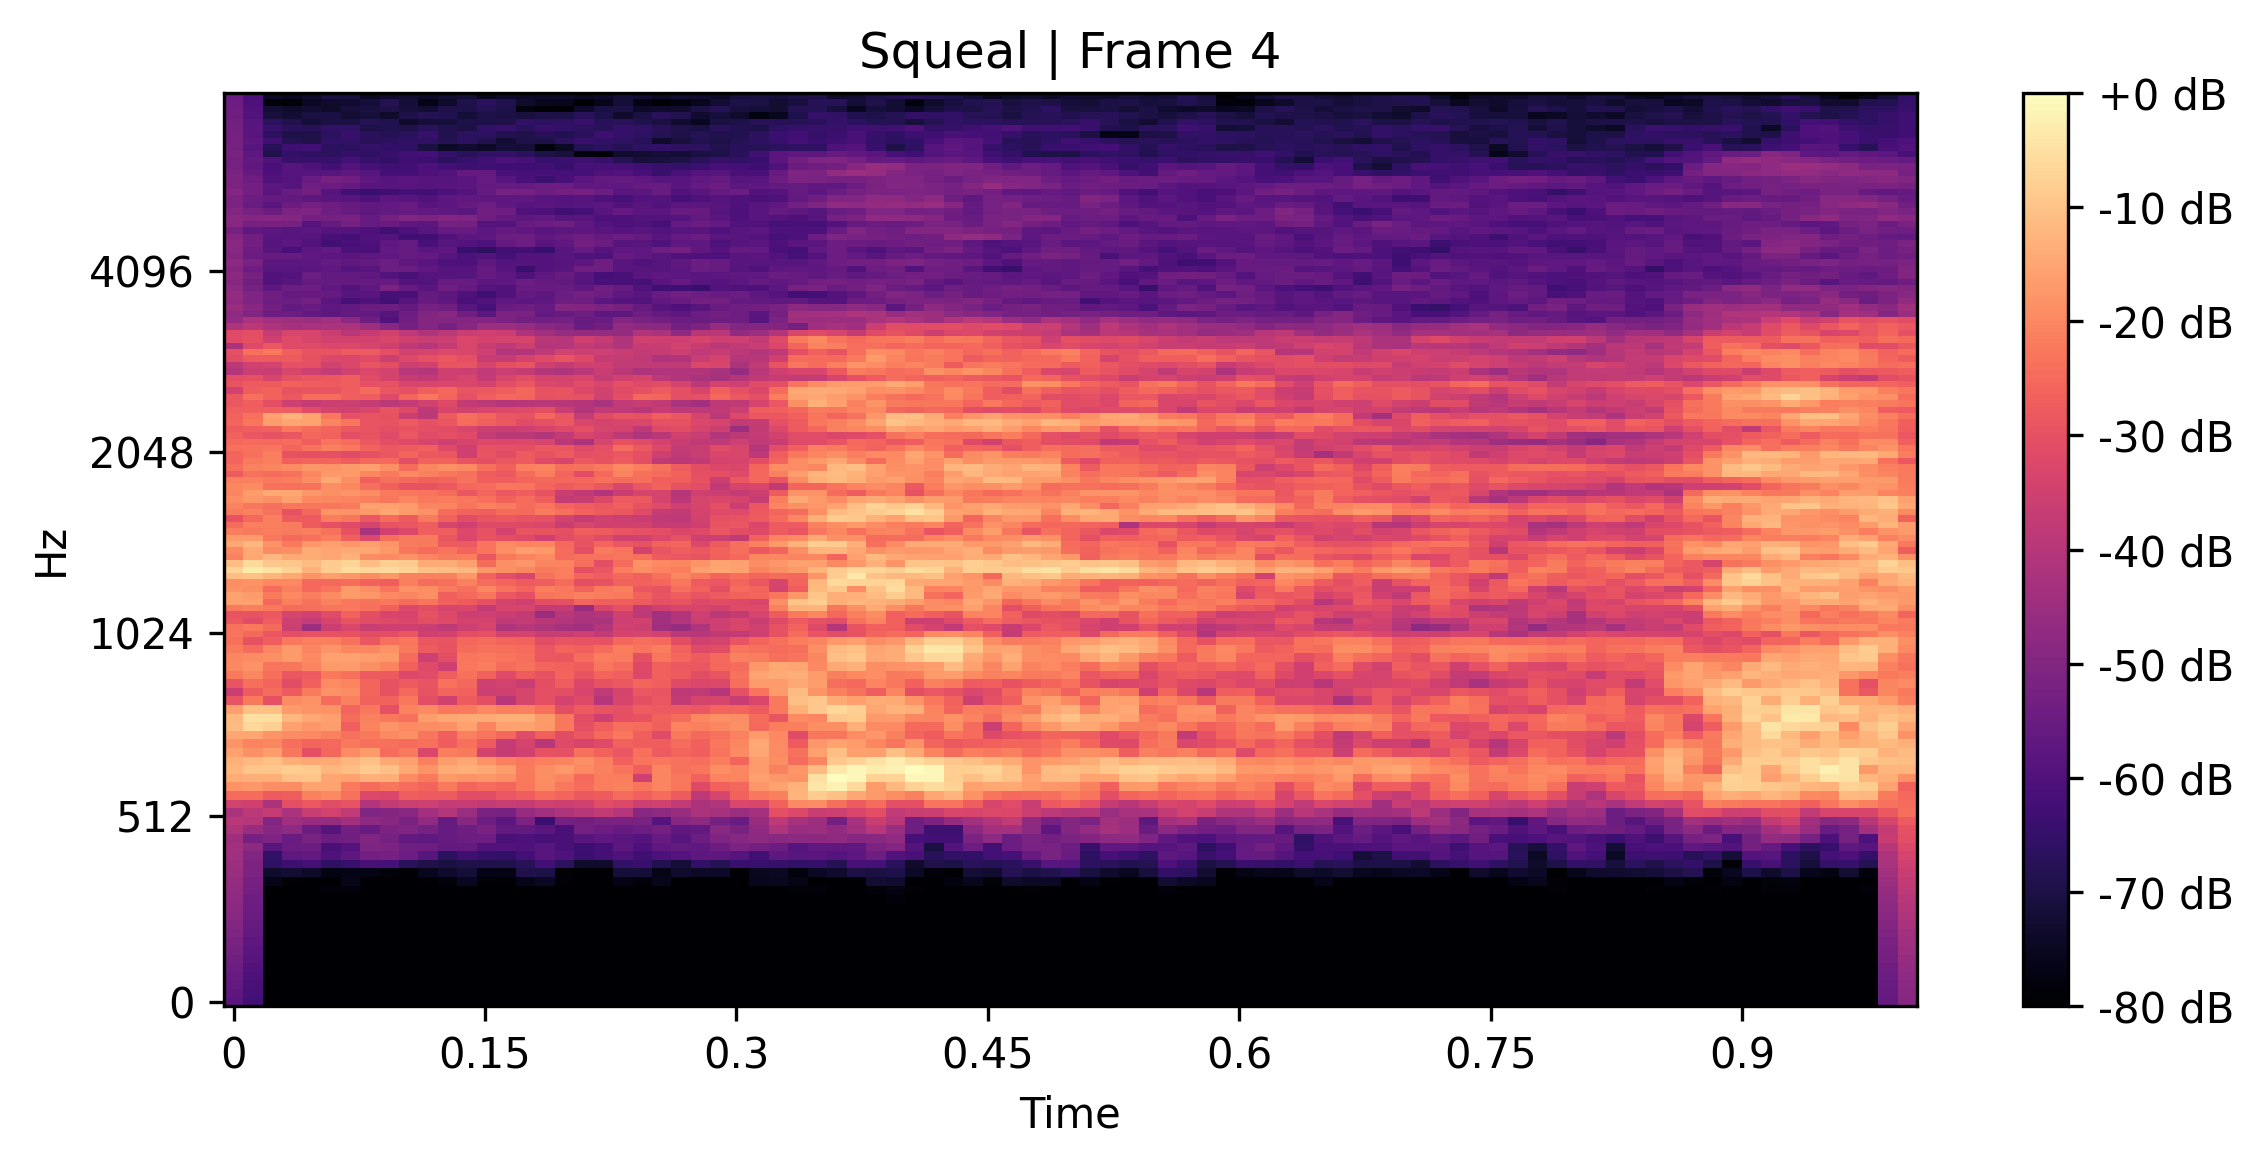 Squeal | Frame 4
Hz
4096
2048
1024
512
0
0 0.15 0.3 0.45 0.6 0.75 0.9
Time
+0 dB
-10 dB
-20 dB
-30 dB
-40 dB
-50 dB
-60 dB
-70 dB
-80 dB